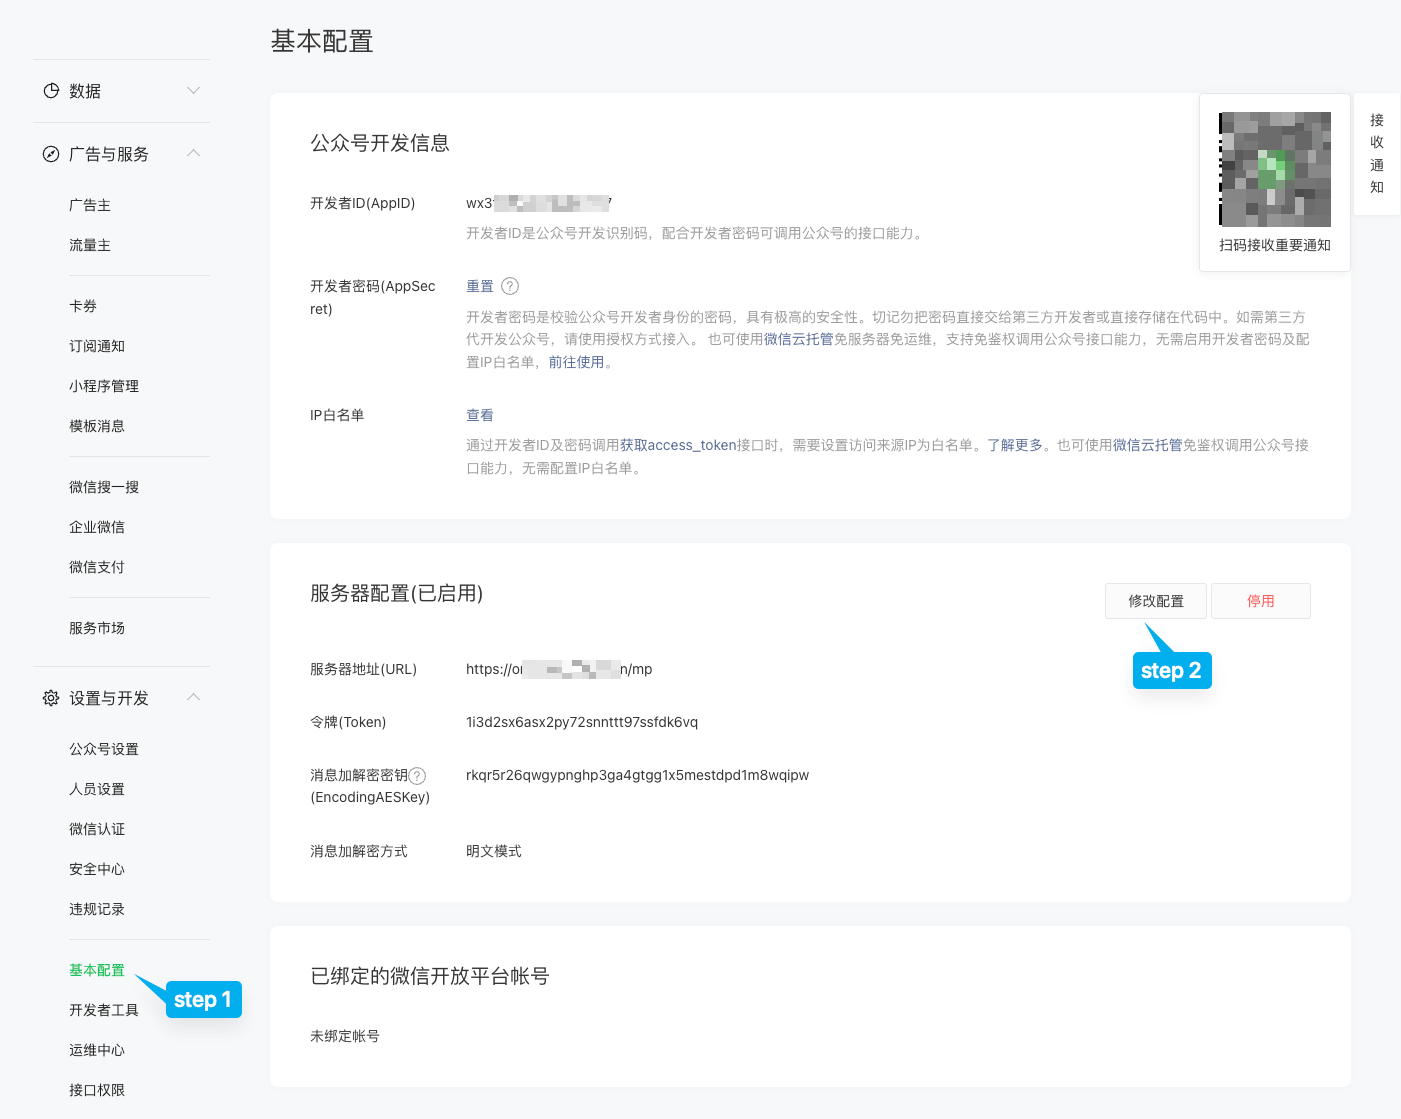 基本配置
数据
广告与服务
广告主
流量主
卡券
订阅通知
小程序管理
模板消息
微信搜一搜
企业微信
微信支付
服务市场
设置与开发
公众号设置
人员设置
微信认证
安全中心
违规记录
基本配置
step 1
开发者工具
运维中心
接口权限
公众号开发信息
开发者ID(AppID)
wx3
开发者ID是公众号开发识别码，配合开发者密码可调用公众号的接口能力。
开发者密码(AppSec
ret)
重置 ?
开发者密码是校验公众号开发者身份的密码，具有极高的安全性。切记勿把密码直接交给第三方开发者或直接存储在代码中。如需第三方
代开发公众号，请使用授权方式接入。 也可使用微信云托管免服务器免运维，支持免鉴权调用公众号接口能力，无需启用开发者密码及配
置IP白名单，前往使用。
IP白名单
查看
通过开发者ID及密码调用获取access_token接口时，需要设置访问来源IP为白名单。了解更多。也可使用微信云托管免鉴权调用公众号接
口能力，无需配置IP白名单。
扫码接收重要通知
接
收
通
知
服务器配置(已启用)
修改配置
停用
step 2
服务器地址(URL)
https://o n/mp
令牌(Token)
1i3d2sx6asx2py72snnttt97ssfdk6vq
消息加解密密钥?
(EncodingAESKey)
rkqr5r26qwgypnghp3ga4gtgg1x5mestdpd1m8wqipw
消息加解密方式
明文模式
已绑定的微信开放平台帐号
未绑定帐号